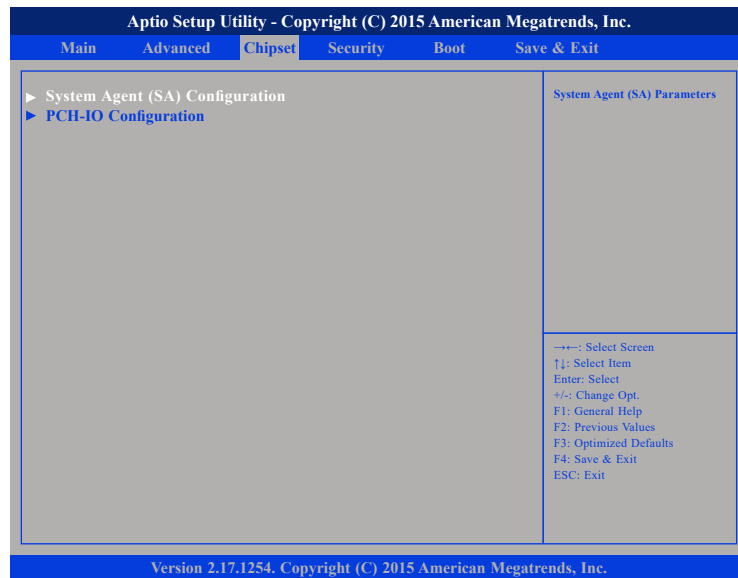 Aptio Setup Utility - Copyright (C) 2015 American Megatrends, Inc.
Main Advanced Chipset Security Boot Save & Exit
► System Agent (SA) Configuration
► PCH-IO Configuration
System Agent (SA) Parameters
→←: Select Screen
↑↓: Select Item
Enter: Select
+/-: Change Opt.
F1: General Help
F2: Previous Values
F3: Optimized Defaults
F4: Save & Exit
ESC: Exit
Version 2.17.1254. Copyright (C) 2015 American Megatrends, Inc.